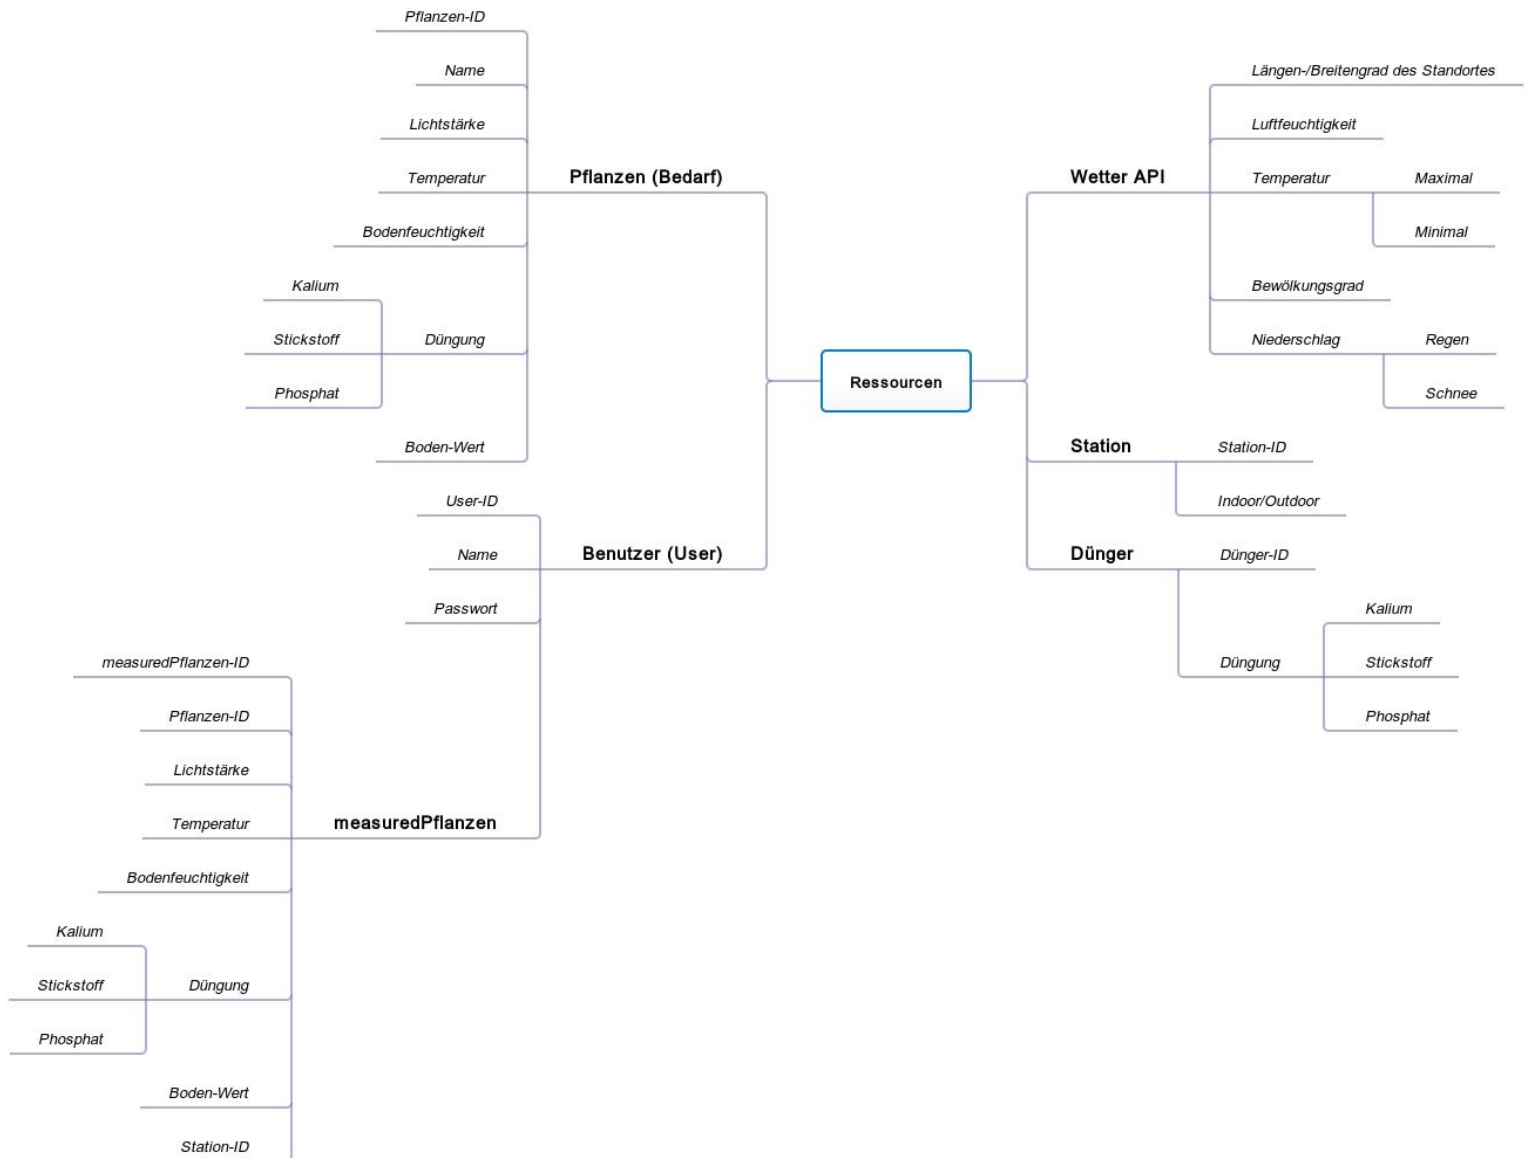 Pflanzen-ID
Name
Lichtstärke
Temperatur
Pflanzen (Bedarf)
Bodenfeuchtigkeit
Kalium
Stickstoff
Düngung
Phosphat
Boden-Wert
User-ID
Name
Benutzer (User)
Passwort
measuredPflanzen-ID
Pflanzen-ID
Lichtstärke
Temperatur
measuredPflanzen
Bodenfeuchtigkeit
Kalium
Stickstoff
Düngung
Phosphat
Boden-Wert
Station-ID
Ressourcen
Längen-/Breitengrad des Standortes
Luftfeuchtigkeit
Wetter API
Temperatur
Maximal
Minimal
Bewölkungsgrad
Niederschlag
Regen
Schnee
Station
Station-ID
Indoor/Outdoor
Dünger
Dünger-ID
Kalium
Düngung
Stickstoff
Phosphat